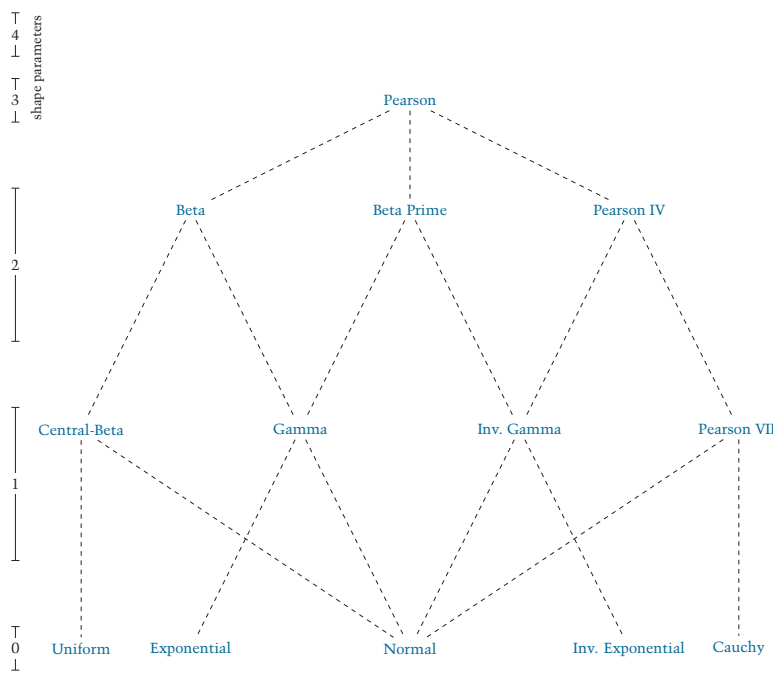 4
shape parameters
3
Pearson
Beta
Beta Prime
Pearson IV
2
Central-Beta
Gamma
Inv. Gamma
Pearson VII
1
0
Uniform
Exponential
Normal
Inv. Exponential
Cauchy